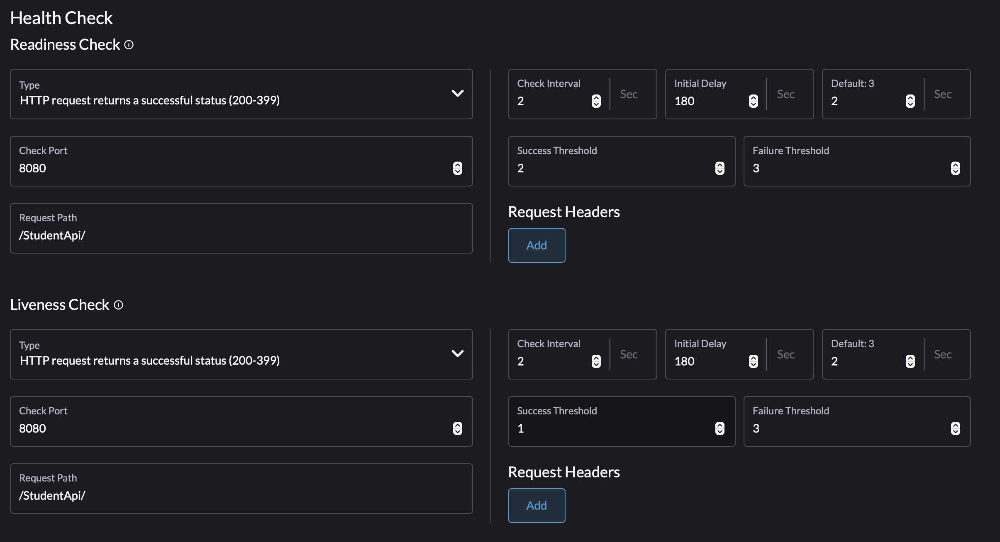 Health Check
Readiness Check
Type
HTTP request returns a successful status (200-399)
Check Interval
2
Sec
Initial Delay
180
Sec
Default: 3
2
Sec
Check Port
8080
Success Threshold
2
Failure Threshold
3
Request Path
/StudentApi/
Request Headers
Add
Liveness Check
Type
HTTP request returns a successful status (200-399)
Check Interval
2
Sec
Initial Delay
180
Sec
Default: 3
2
Sec
Check Port
8080
Success Threshold
1
Failure Threshold
3
Request Path
/StudentApi/
Request Headers
Add